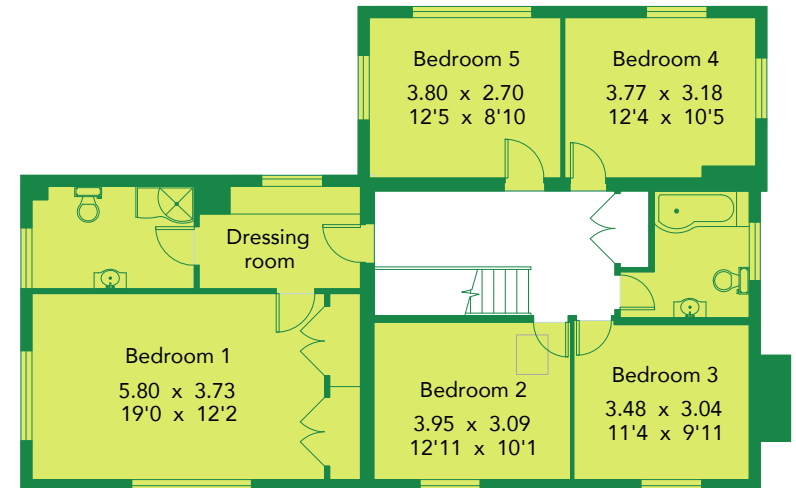 Bedroom 5
3.80 x 2.70
12'5 x 8'10
Bedroom 4
3.77 x 3.18
12'4 x 10'5
Dressing
room
Bedroom 1
5.80 x 3.73
19'0 x 12'2
Bedroom 2
3.95 x 3.09
12'11 x 10'1
Bedroom 3
3.48 x 3.04
11'4 x 9'11